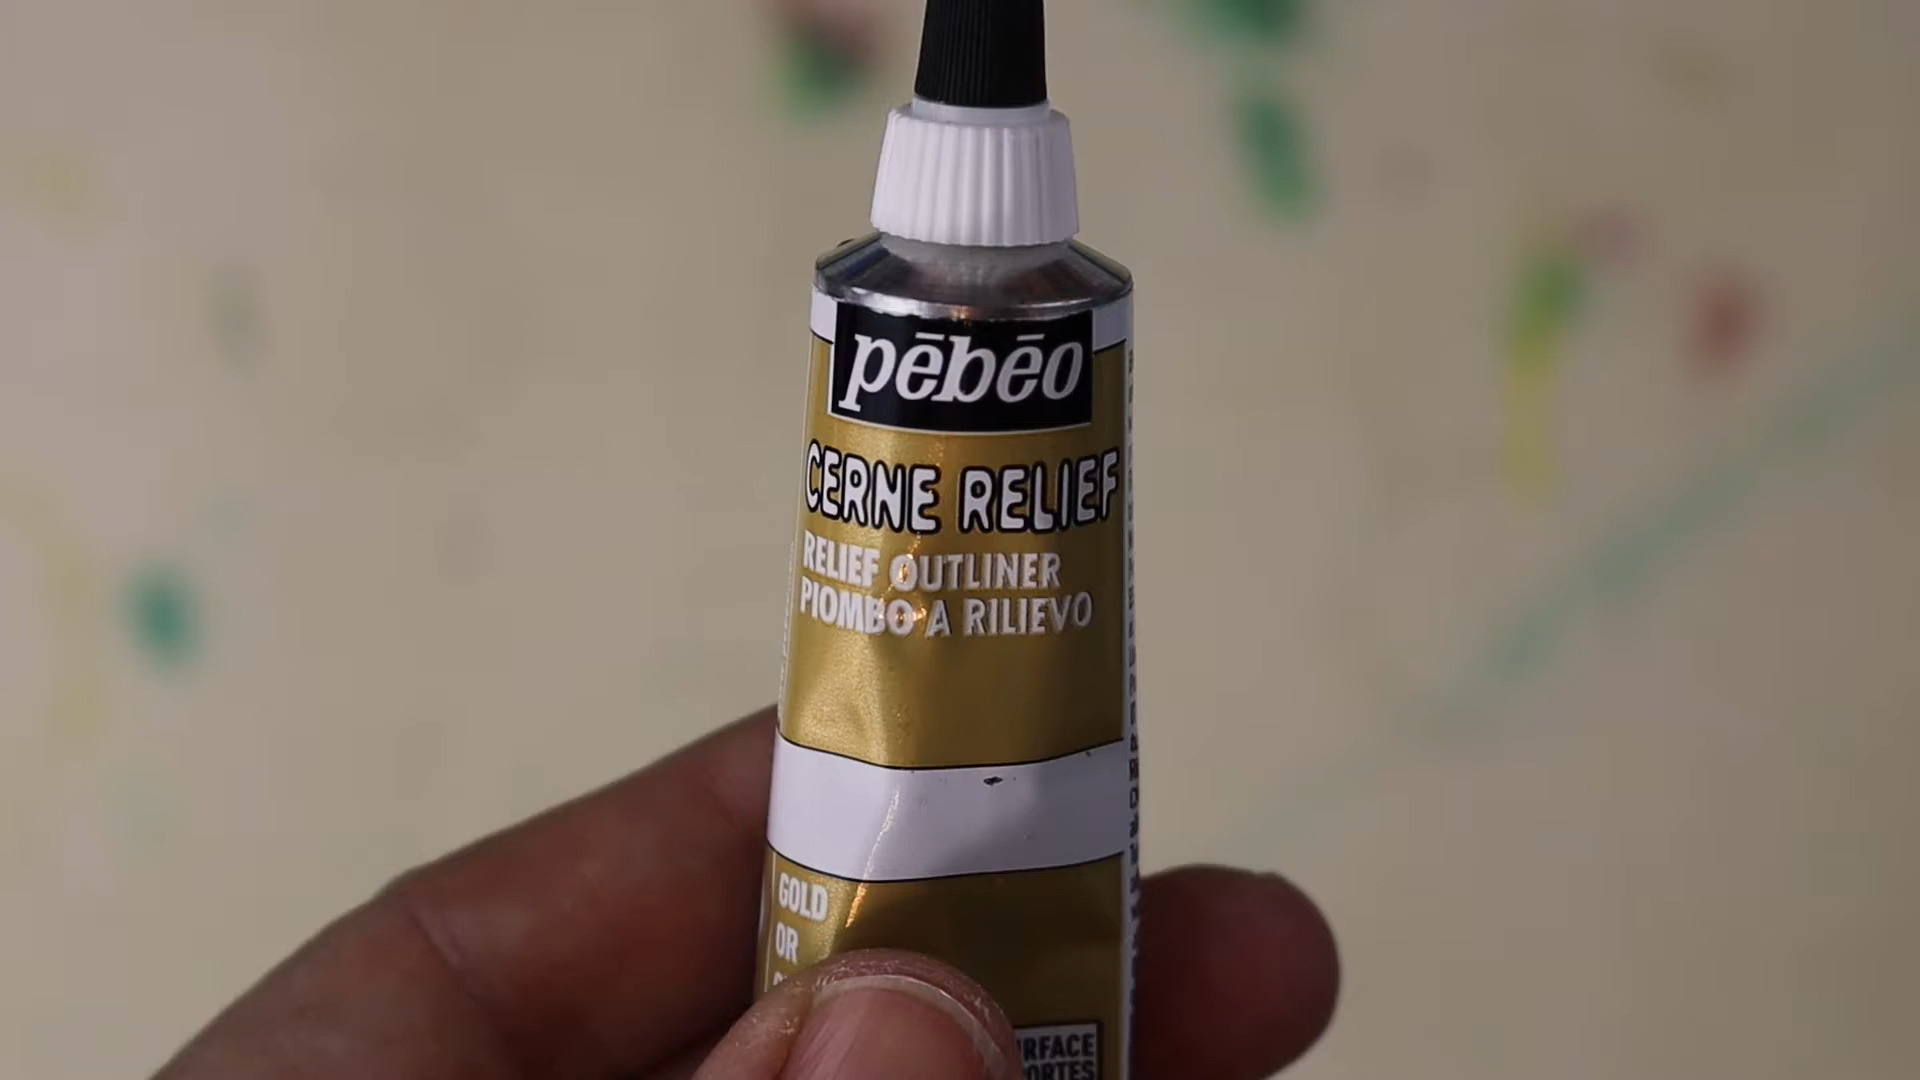 pēbēo
CERNE RELIEF
RELIEF OUTLINER
PIOMBO A RILIEVO
GOLD
OR